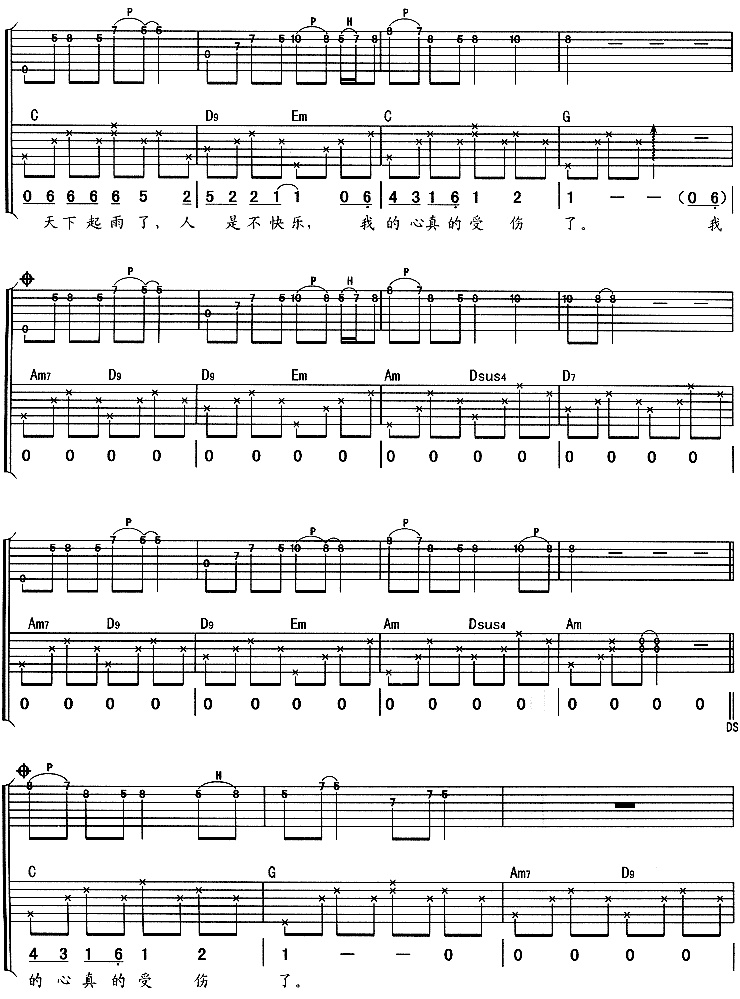 P P H P
0 5 8 5 7 5 5 0 7 7 5 10 8 5 7 8 8 7 8 5 8 10 8 — — —
C D9 Em C G
0 6 6 6 6 5 2 | 5 2 2 1 1 0 6 | 4 3 1 6 1 2 | 1 — — (0 6)
天下起雨了, 人 是不快乐, 我的心真的受伤 了。 我
P P H P
0 5 8 5 7 5 5 0 7 7 5 10 8 5 7 8 8 7 8 5 8 10 10 8 8 — —
Am7 D9 D9 Em Am Dsus4 D7
0 0 0 0 | 0 0 0 0 | 0 0 0 0 | 0 0 0 0
P P P P
0 5 8 5 7 5 5 0 7 7 5 10 8 8 8 7 8 5 8 10 8 8 — — —
Am7 D9 D9 Em Am Dsus4 Am
0 0 0 0 | 0 0 0 0 | 0 0 0 0 | 0 0 0 0
DS
P H
8 7 8 5 8 5 8 5 7 5 7 7 5
C G Am7 D9
4 3 1 6 1 2 | 1 — — 0 | 0 0 0 0
的心真的受伤 了。